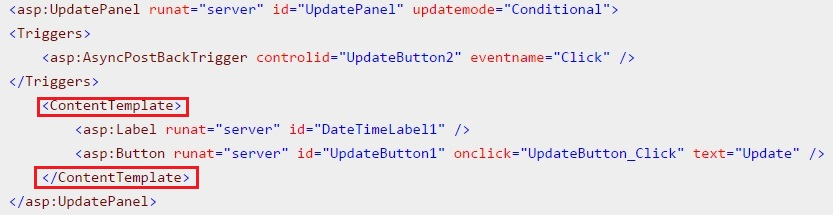 <asp:UpdatePanel runat="server" id="UpdatePanel" updatemode="Conditional">
<Triggers>
<asp:AsyncPostBackTrigger controlid="UpdateButton2" eventname="Click" />
</Triggers>
<ContentTemplate>
<asp:Label runat="server" id="DateTimeLabel1" />
<asp:Button runat="server" id="UpdateButton1" onclick="UpdateButton_Click" text="Update" />
</ContentTemplate>
</asp:UpdatePanel>